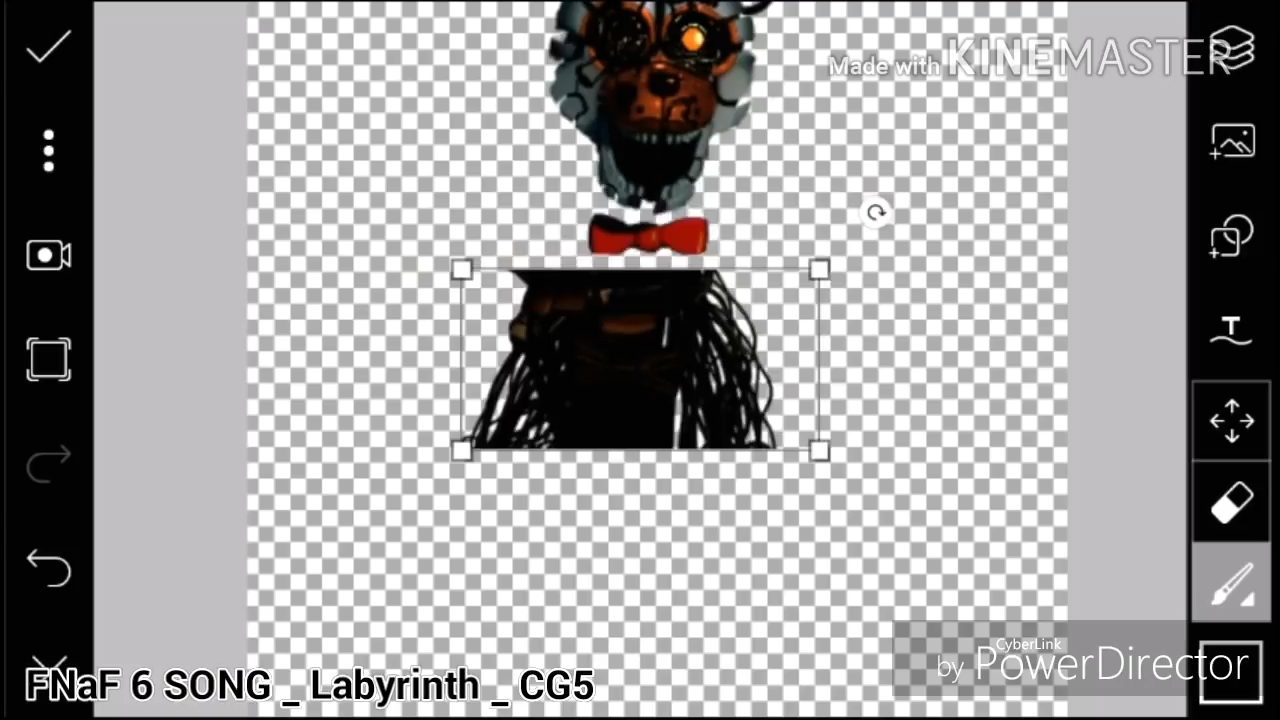 Made with KINEMASTER
CyberLink
by PowerDirector
FNaF 6 SONG _ Labyrinth _ CG5